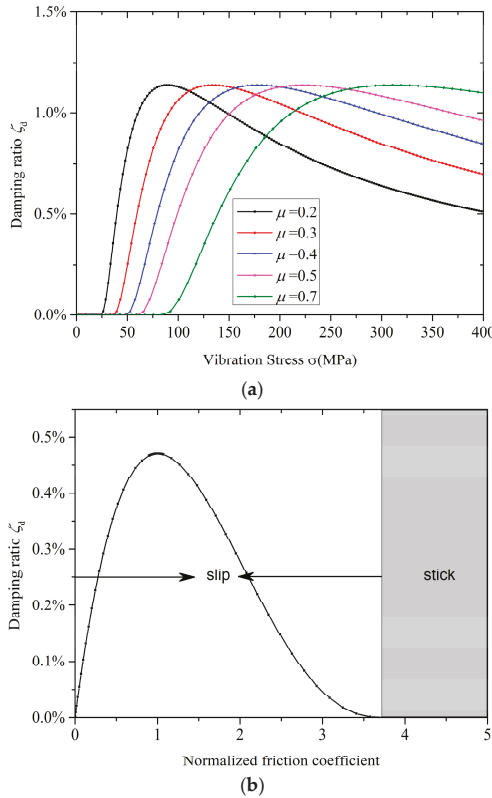 1.5%
1.0%
0.5%
0.0%
Damping ratio ζd
μ=0.2
μ=0.3
μ−0.4
μ=0.5
μ=0.7
0 50 100 150 200 250 300 350 400
Vibration Stress σ(MPa)
(a)
0.5%
0.4%
0.3%
0.2%
0.1%
0.0%
Damping ratic ζd
slip
stick
0 1 2 3 4 5
Normalized friction coefficient
(b)